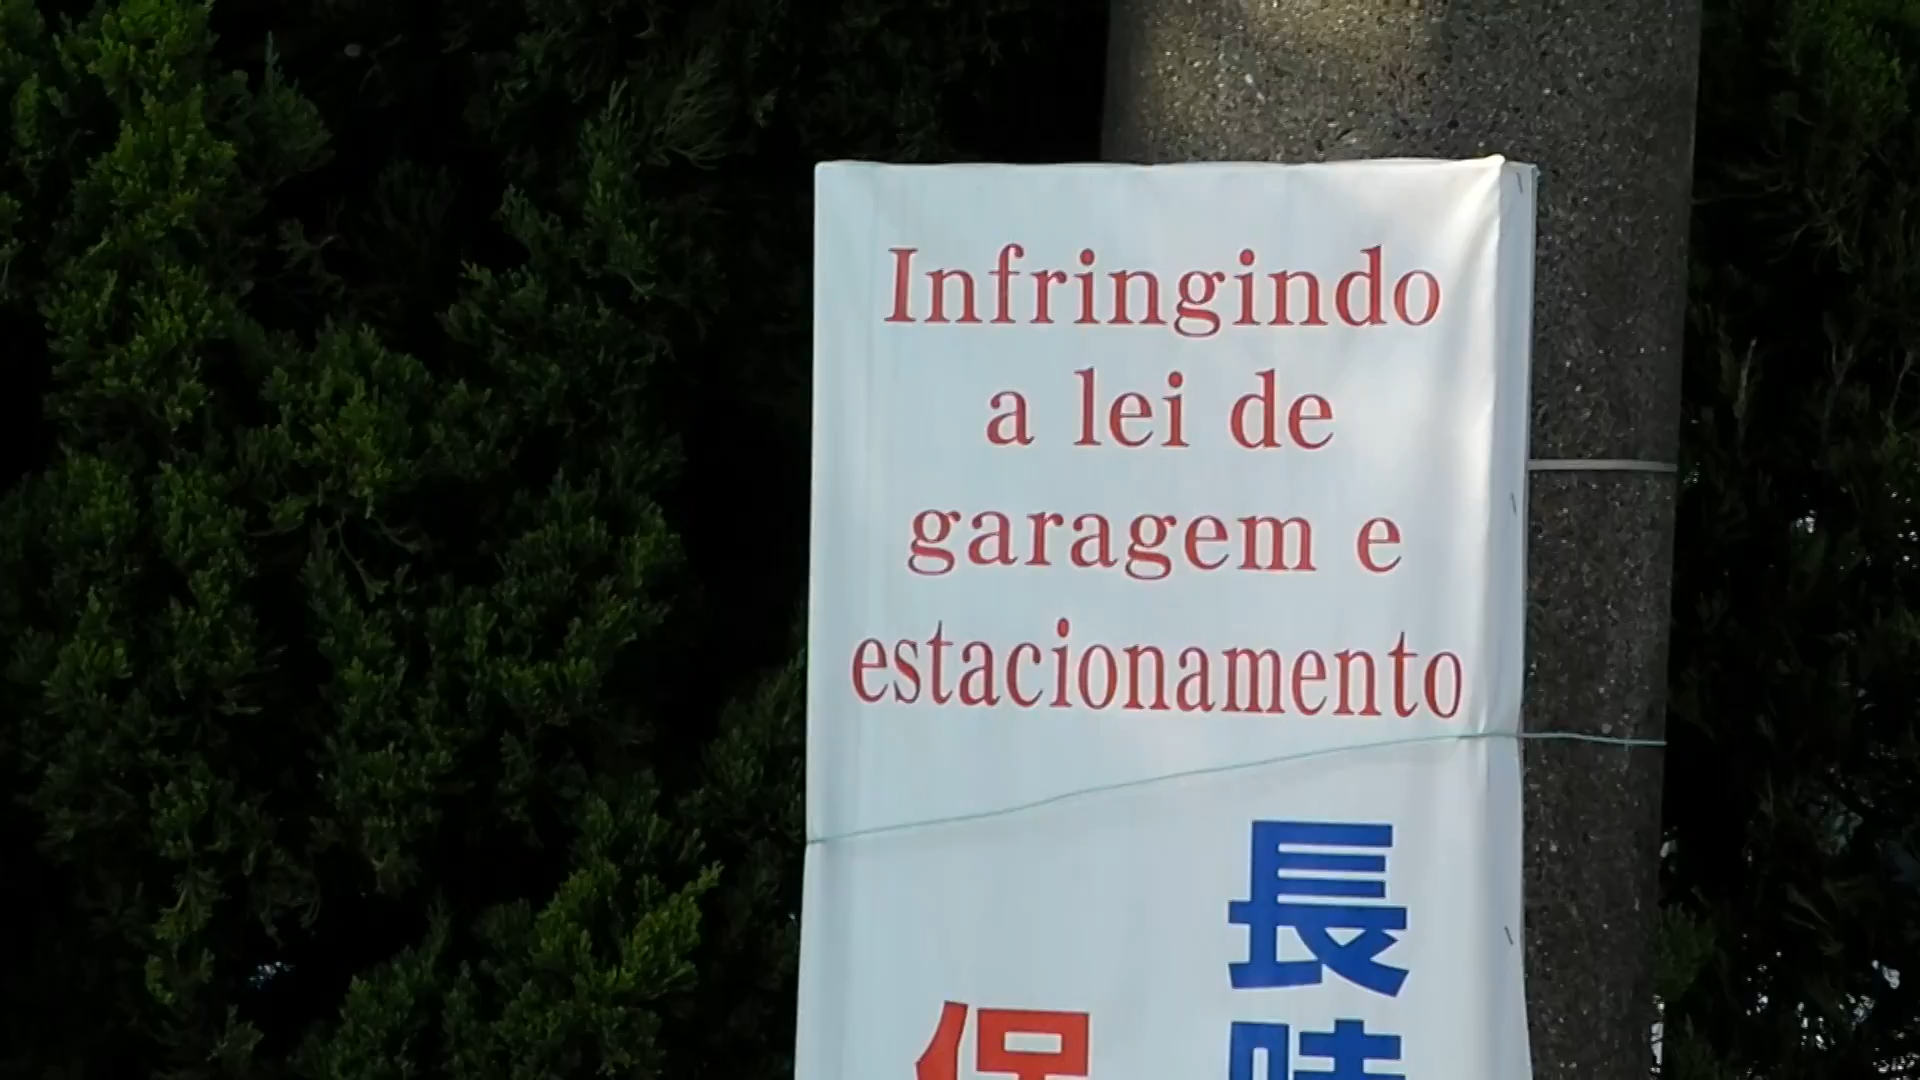 Infringindo
a lei de
garagem e
estacionamento
長